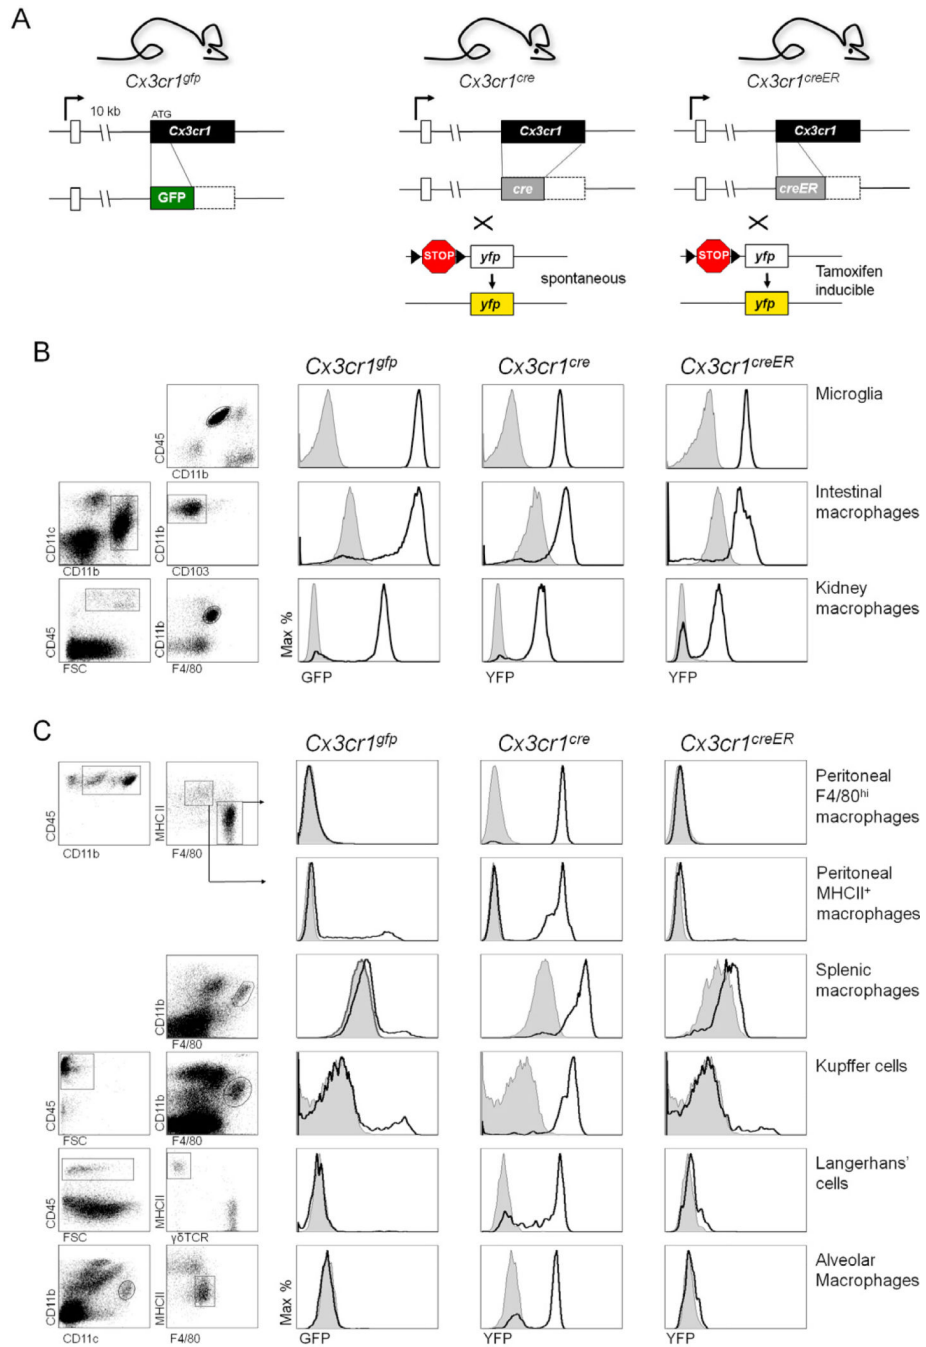 A
Cx3cr1gfp
Cx3cr1cre
Cx3cr1creER
10 kb
ATG
Cx3cr1
Cx3cr1
Cx3cr1
GFP
cre
creER
STOP
yfp
spontaneous
yfp
STOP
yfp
Tamoxifen
inducible
yfp
B
Cx3cr1gfp
Cx3cr1cre
Cx3cr1creER
CD45
CD11b
Microglia
CD11c
CD11b
CD11b
CD103
Intestinal
macrophages
CD45
FSC
CD11b
F4/80
Max %
GFP
YFP
YFP
Kidney
macrophages
C
Cx3cr1gfp
Cx3cr1cre
Cx3cr1creER
CD45
CD11b
MHC II
F4/80
Peritoneal
F4/80hi
macrophages
Peritoneal
MHCII+
macrophages
CD11b
F4/80
Splenic
macrophages
CD45
FSC
CD11b
F4/80
Kupffer cells
CD45
FSC
MHCII
γδTCR
Langerhans'
cells
CD11b
CD11c
MHCII
F4/80
Max %
GFP
YFP
YFP
Alveolar
Macrophages